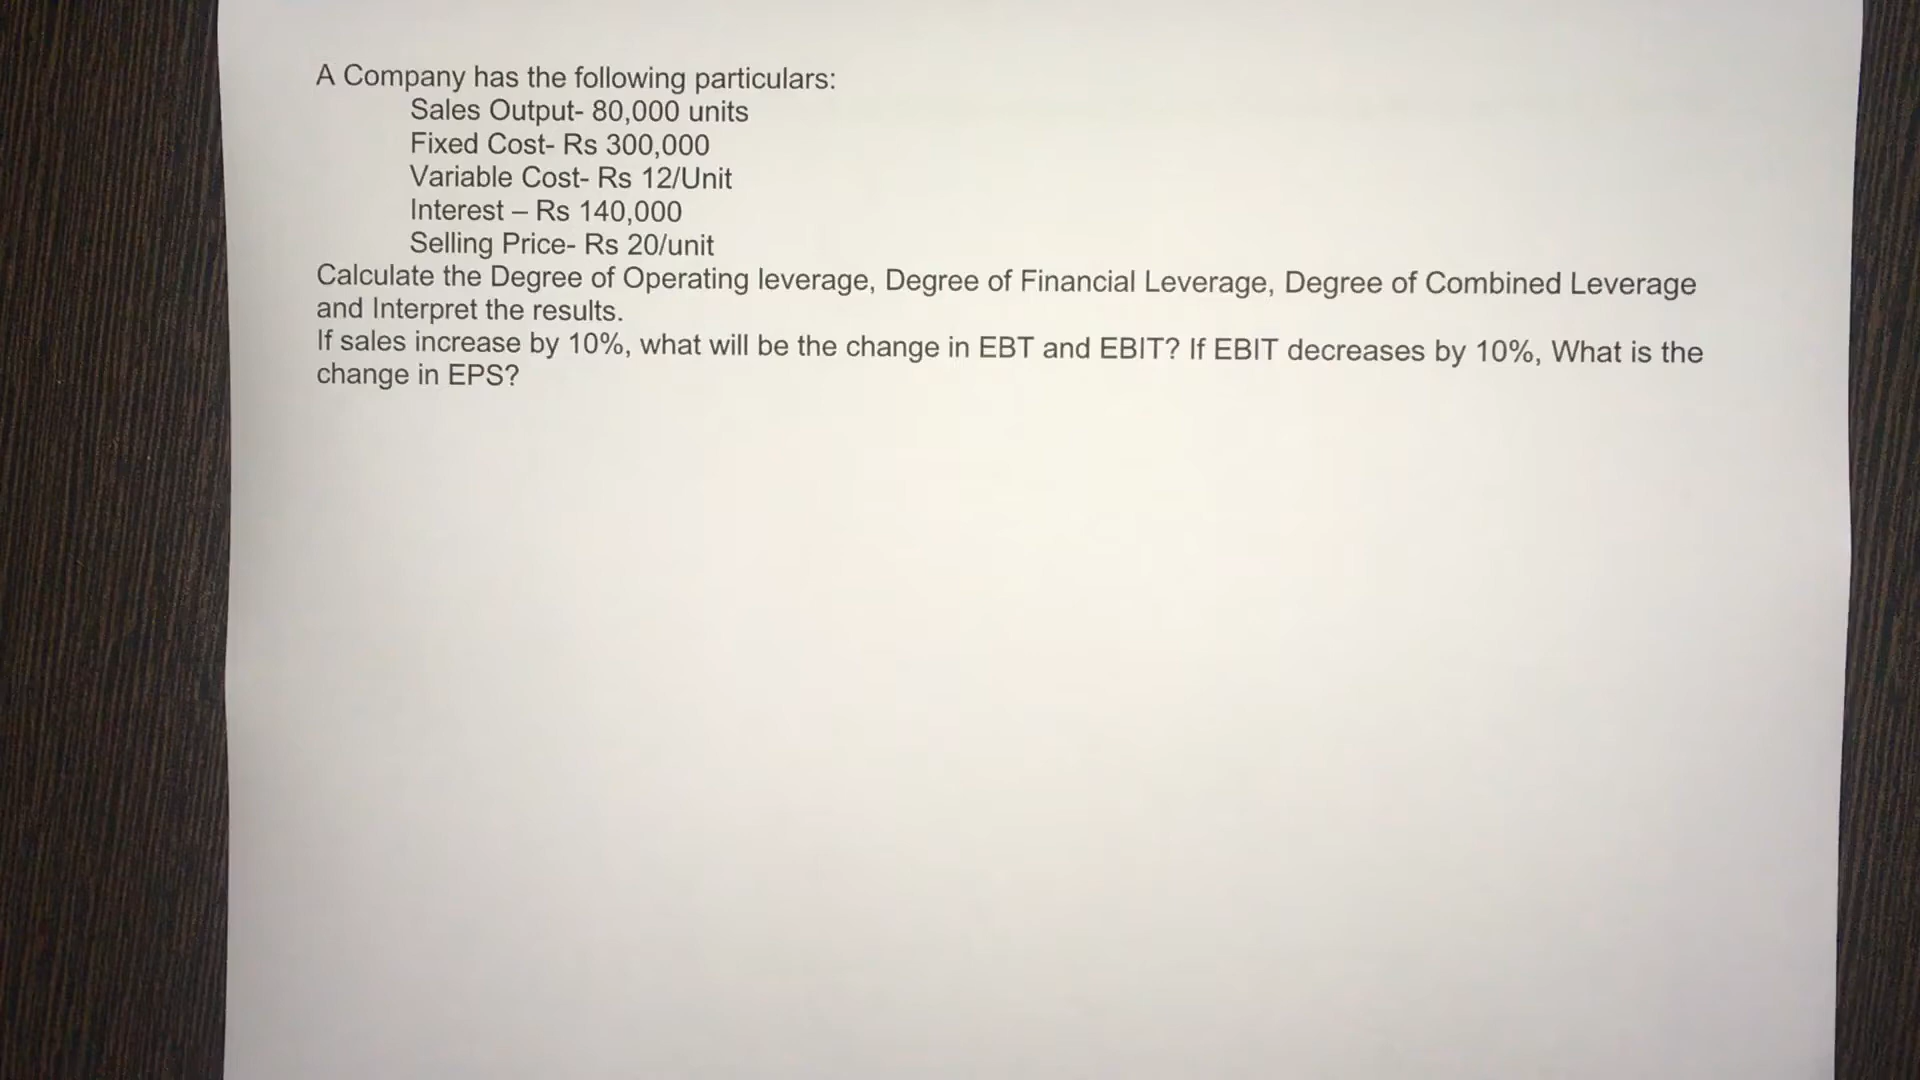 A Company has the following particulars:
Sales Output- 80,000 units
Fixed Cost- Rs 300,000
Variable Cost- Rs 12/Unit
Interest – Rs 140,000
Selling Price- Rs 20/unit
Calculate the Degree of Operating leverage, Degree of Financial Leverage, Degree of Combined Leverage
and Interpret the results.
If sales increase by 10%, what will be the change in EBT and EBIT? If EBIT decreases by 10%, What is the
change in EPS?